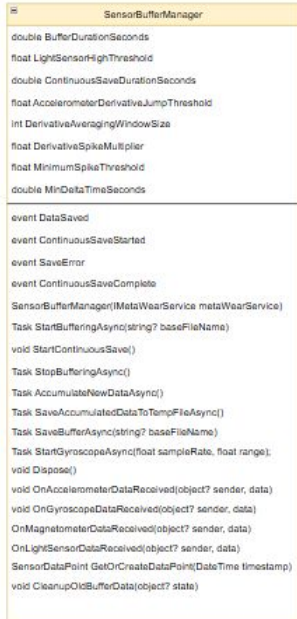 SensorBufferManager
double BufferDurationSeconds
float LightSensorHighThreshold
double ContinuousSaveDurationSeconds
float AccelerometerDerivativeJumpThreshold
int DerivativeAveragingWindowSize
float DerivativeSpikeMultiplier
float MinimumSpikeThreshold
double MinDeltaTimeSeconds
event DataSaved
event ContinuousSaveStarted
event SaveError
event ContinuousSaveComplete
SensorBufferManager(IMetaWearService metaWearService)
Task StartBufferingAsync(string? baseFileName)
void StartContinuousSave()
Task StopBufferingAsync()
Task AccumulateNewDataAsync()
Task SaveAccumulatedDataToTempFileAsync()
Task SaveBufferAsync(string? baseFileName)
Task StartGyroscopeAsync(float sampleRate, float range);
void Dispose()
void OnAccelerometerDataReceived(object? sender, data)
void OnGyroscopeDataReceived(object? sender, data)
OnMagnetometerDataReceived(object? sender, data)
OnLightSensorDataReceived(object? sender, data)
SensorDataPoint GetOrCreateDataPoint(DateTime timestamp)
void CleanupOldBufferData(object? state)